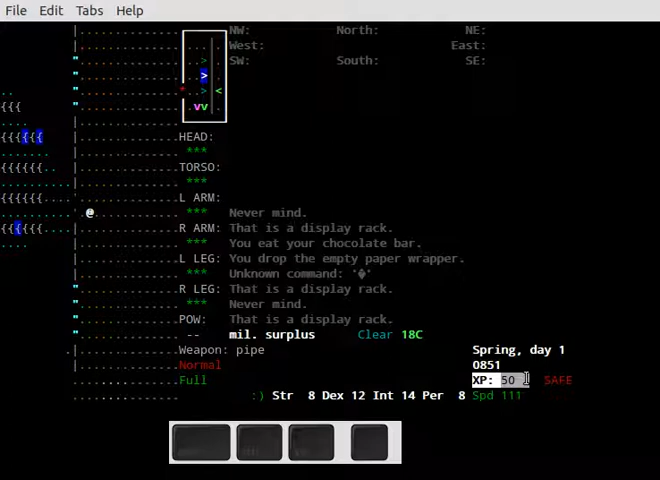 File Edit Tabs Help
NW: North: NE:
West: East:
SW: South: SE:
HEAD:
***
TORSO:
***
L ARM:
*** Never mind.
R ARM: That is a display rack.
*** You eat your chocolate bar.
L LEG: You drop the empty paper wrapper.
*** Unknown command: '�'
R LEG: That is a display rack.
*** Never mind.
POW: That is a display rack.
-- mil. surplus Clear 18C
Weapon: pipe Spring, day 1
Normal 0851
Full XP: 50 SAFE
:) Str 8 Dex 12 Int 14 Per 8 Spd 111